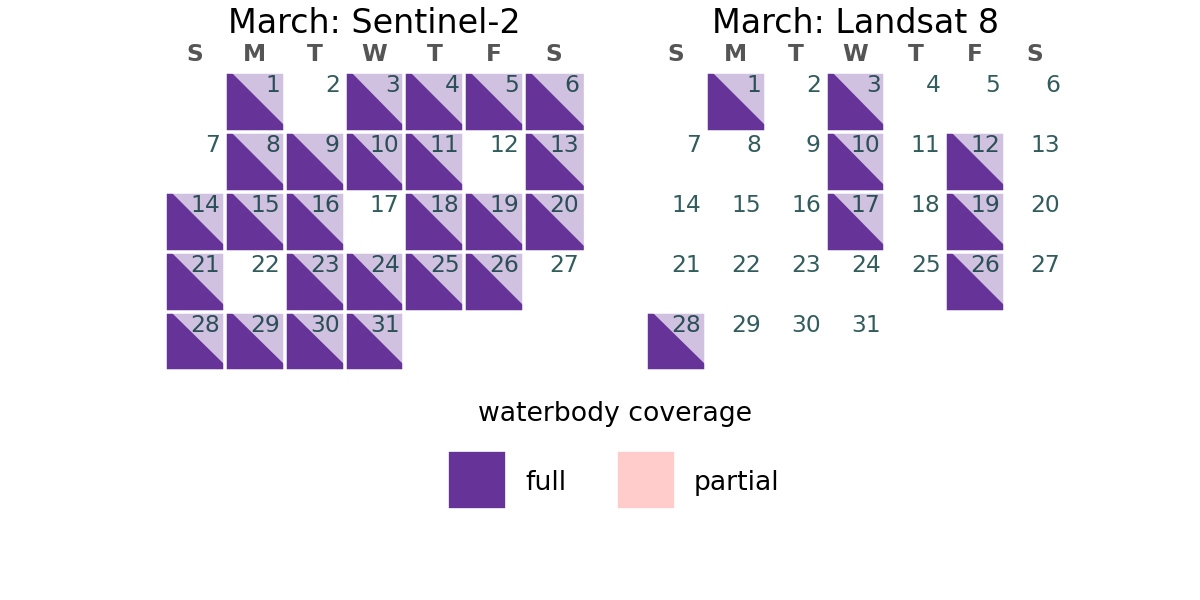 March: Sentinel-2
S M T W T F S
1 2 3 4 5 6
7 8 9 10 11 12 13
14 15 16 17 18 19 20
21 22 23 24 25 26 27
28 29 30 31
March: Landsat 8
S M T W T F S
1 2 3 4 5 6
7 8 9 10 11 12 13
14 15 16 17 18 19 20
21 22 23 24 25 26 27
28 29 30 31
waterbody coverage
full
partial